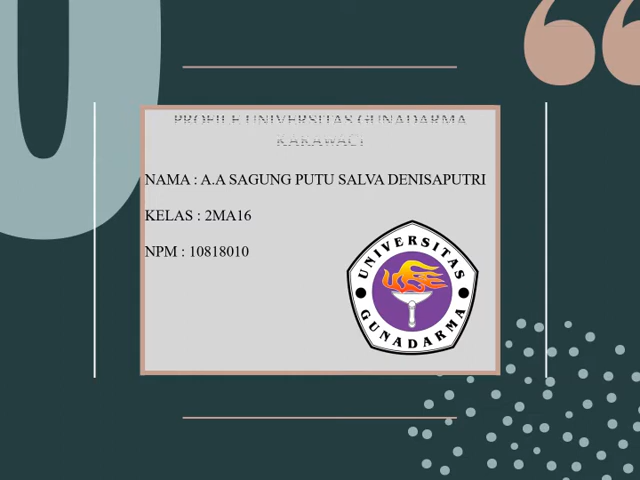 PROFILE UNIVERSITAS GUNADARMA
KARAWACI
NAMA : A.A SAGUNG PUTU SALVA DENISAPUTRI
KELAS : 2MA16
NPM : 10818010
UNIVERSITAS
GUNADARMA